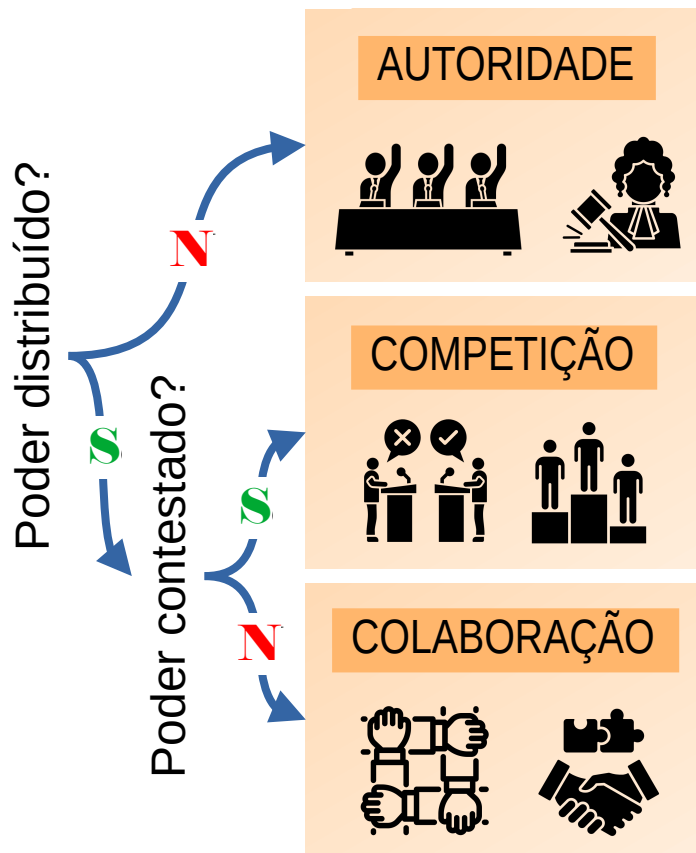 Poder distribuído?
N
S
Poder contestado?
S
N
AUTORIDADE
COMPETIÇÃO
COLABORAÇÃO